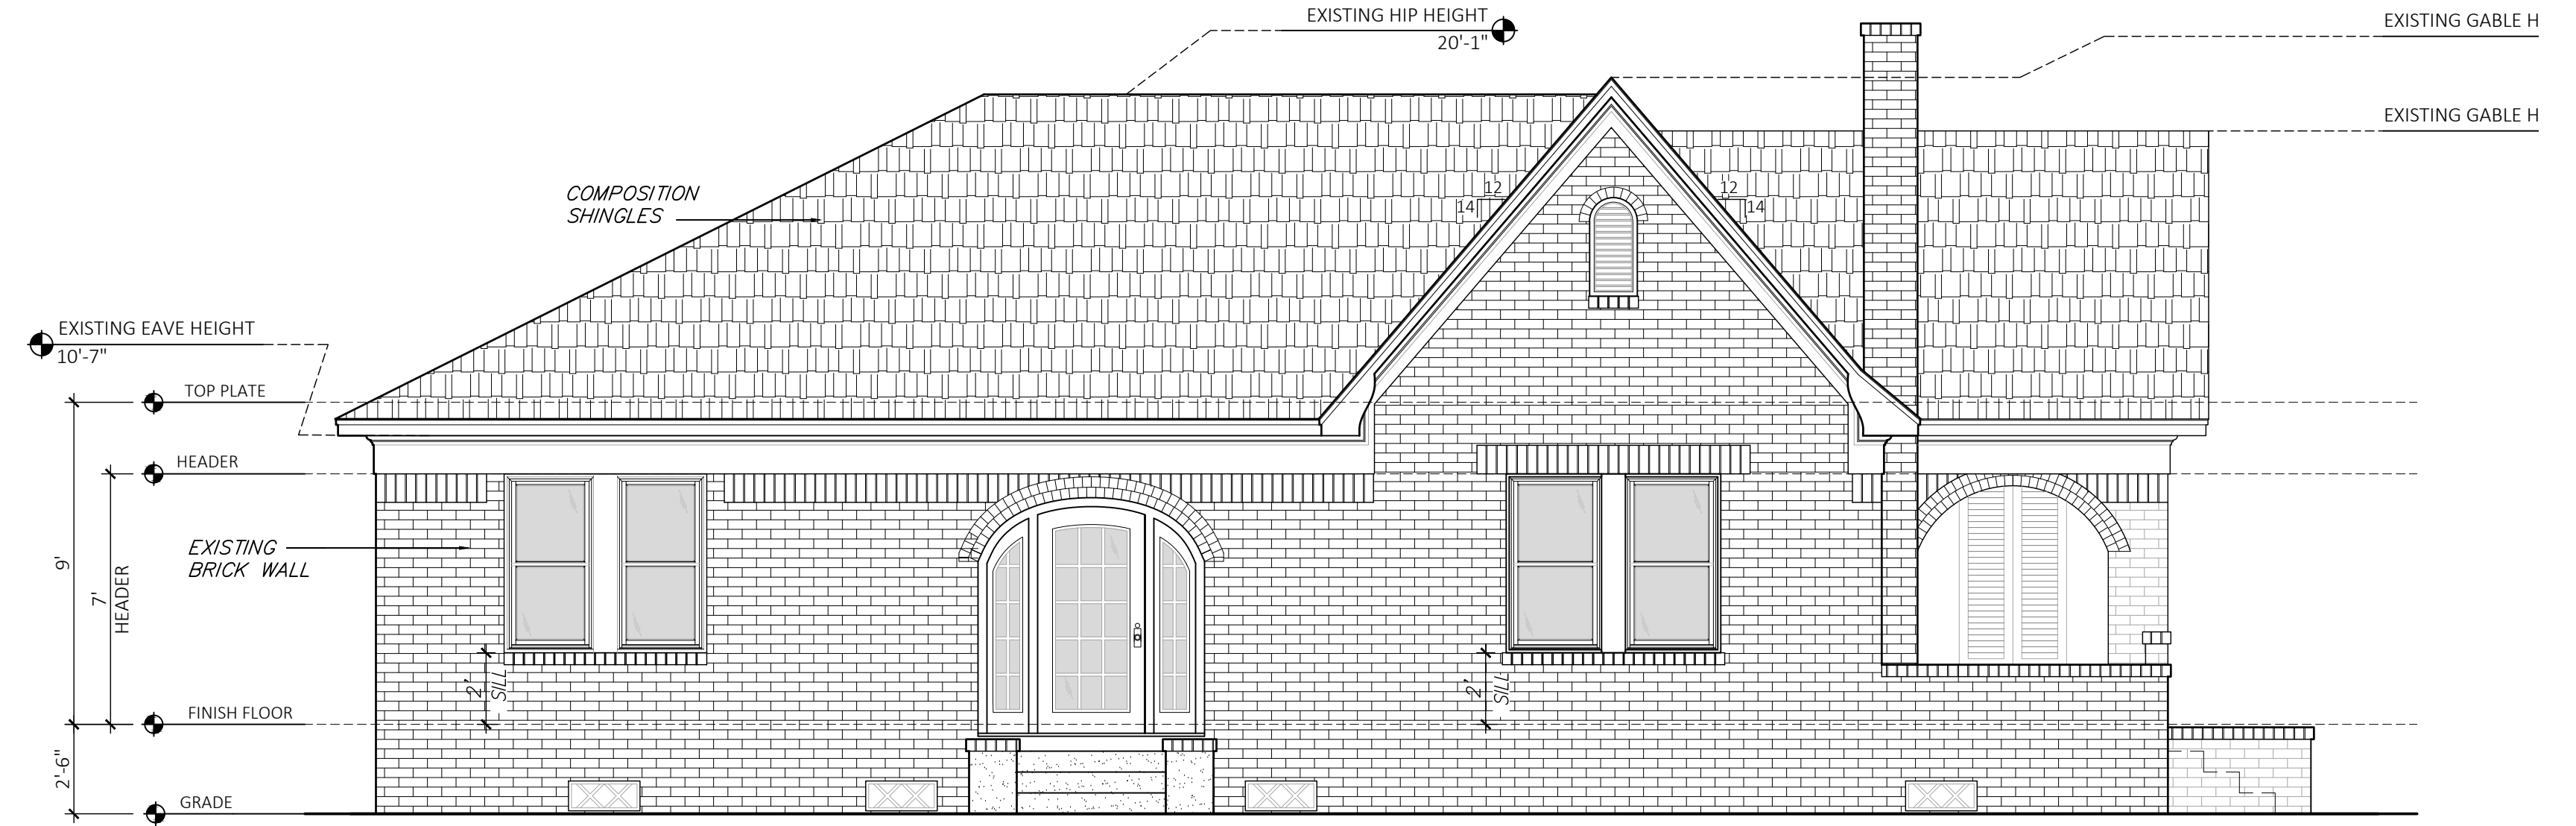 EXISTING HIP HEIGHT
20'-1"
EXISTING GABLE H
EXISTING GABLE H
COMPOSITION
SHINGLES
12
14
12
14
EXISTING EAVE HEIGHT
10'-7"
TOP PLATE
HEADER
EXISTING
BRICK WALL
9'
7'
HEADER
2'
SILL
2'
SILL
FINISH FLOOR
2'-6"
GRADE